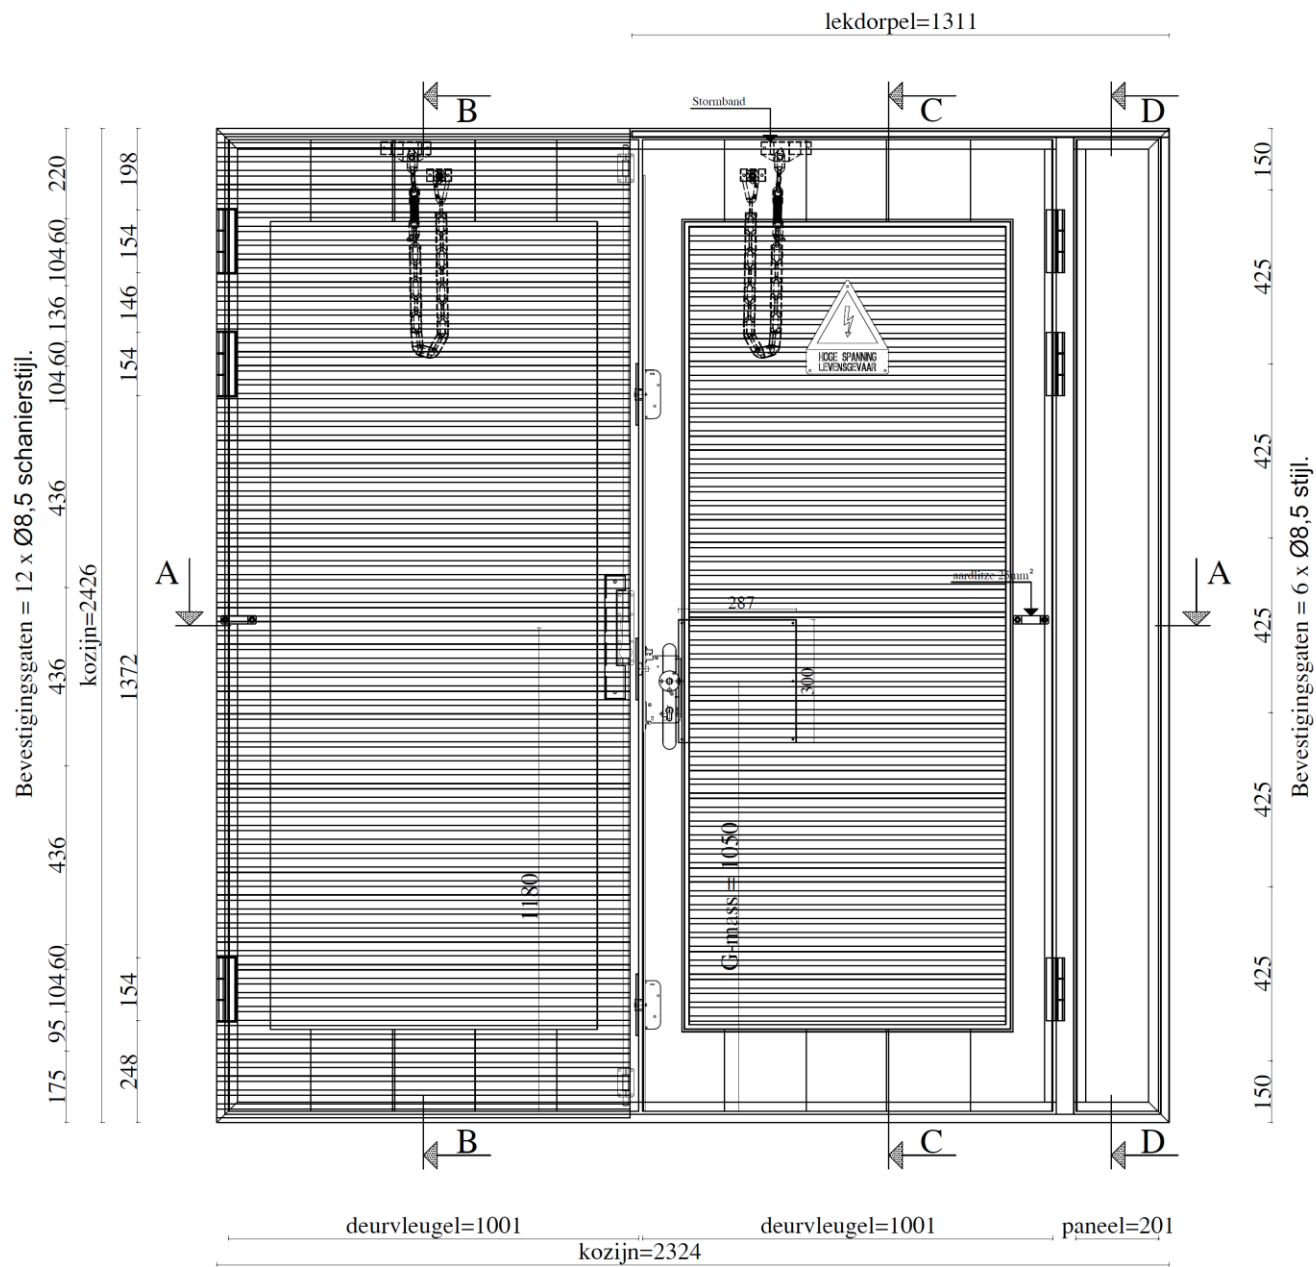 lekdorpel=1311
B
C
D
Stormband
220
60
104
136
60
104
436
436
436
60
104
95
175
Bevestigingsgaten = 12 x Ø8,5 schanierstijl.
kozijn=2426
198
154
146
154
1372
154
248
HOGE SPANNING
LEVENSGEVAAR
A
aardlitze 25mm²
A
287
300
1180
G-mass = 1050
150
425
425
425
425
425
150
Bevestigingsgaten = 6 x Ø8,5 stijl.
B
C
D
deurvleugel=1001
deurvleugel=1001
paneel=201
kozijn=2324